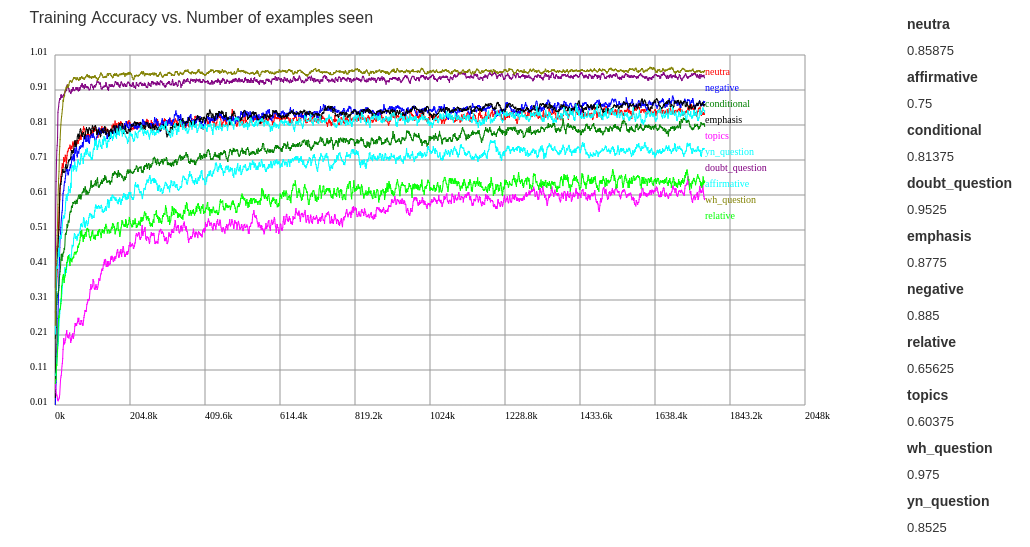 Training Accuracy vs. Number of examples seen
1.01
0.91
0.81
0.71
0.61
0.51
0.41
0.31
0.21
0.11
0.01
0k 204.8k 409.6k 614.4k 819.2k 1024k 1228.8k 1433.6k 1638.4k 1843.2k 2048k
neutra
negative
conditional
emphasis
topics
yn_question
doubt_question
affirmative
wh_question
relative
neutra
0.85875
affirmative
0.75
conditional
0.81375
doubt_question
0.9525
emphasis
0.8775
negative
0.885
relative
0.65625
topics
0.60375
wh_question
0.975
yn_question
0.8525